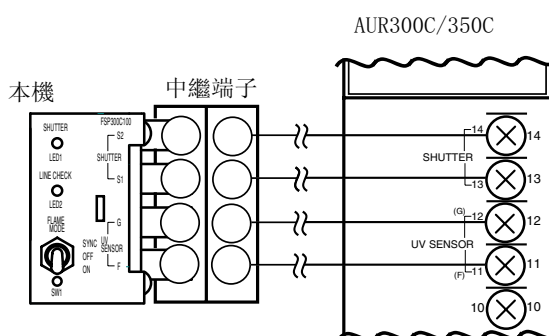 AUR300C/350C
本機
中繼端子
SHUTTER
FSP300C100
LED1
S2
SHUTTER
S1
LINE CHECK
LED2
FLAME
MODE
SYNC
OFF
ON
SW1
G
UV
SENSOR
F
14
SHUTTER
13
14
13
(G)
12
UV SENSOR
(F)
11
12
11
10
10